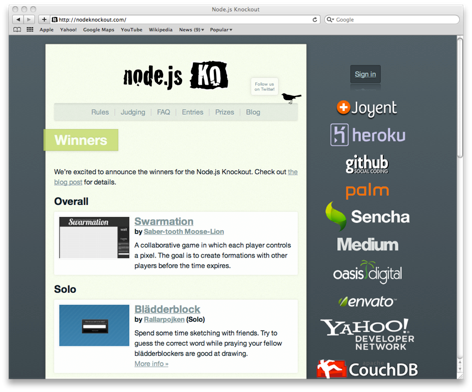 Node.js Knockout
http://nodeknockout.com/
Google
Apple Yahoo! Google Maps YouTube Wikipedia News (9) Popular
node.js KO
Follow us
on Twitter!
Sign in
Rules Judging FAQ Entries Prizes Blog
Winners
We're excited to announce the winners for the Node.js Knockout. Check out the
blog post for details.
Overall
Swarmation
Swarmation
by Saber-tooth Moose-Lion
A collaborative game in which each player controls
a pixel. The goal is to create formations with other
players before the time expires.
Solo
Blädderblock
by Rallarpojken (Solo)
Spend some time sketching with friends. Try to
guess the correct word while praying your fellow
blädderblockers are good at drawing.
More info »
Joyent
heroku
github
SOCIAL CODING
palm
Sencha
Medium
oasis digital
envato
YAHOO!
DEVELOPER
NETWORK
CouchDB